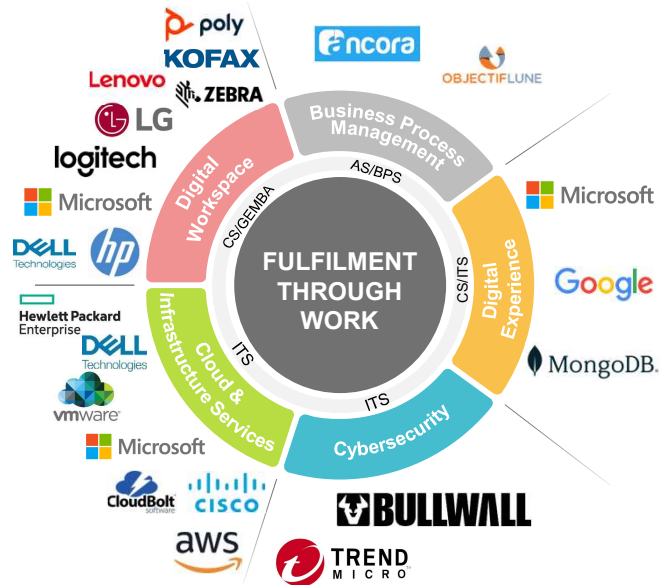 poly
KOFAX
Lenovo
ZEBRA
LG
logitech
Microsoft
DELL
Technologies
hp
ancora
OBJECTIFLUNE
Business Process
Management
AS/BPS
Digital
Workspace
CS/GEMBA
FULFILMENT
THROUGH
WORK
Digital
Experience
CS/ITS
Microsoft
Google
MongoDB.
Hewlett Packard
Enterprise
DELL
Technologies
vmware
Microsoft
CloudBolt
software
CISCO
aws
Cloud &
Infrastructure Services
ITS
Cybersecurity
ITS
BULLWALL
TREND
MICRO™